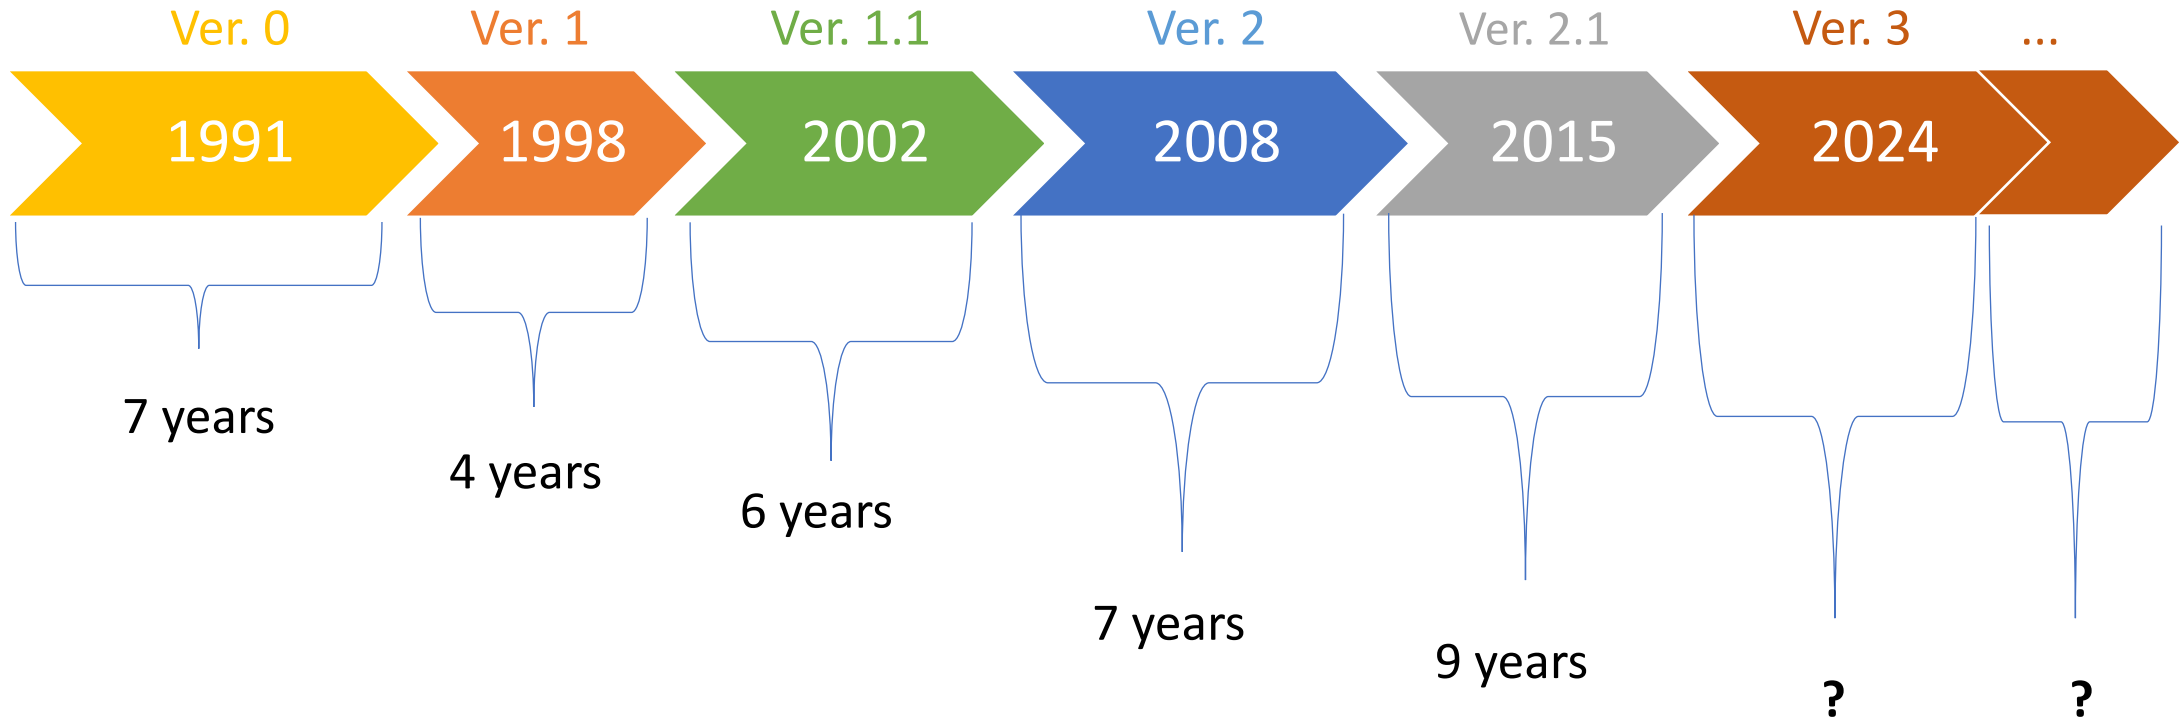 Ver. 0
Ver. 1
Ver. 1.1
Ver. 2
Ver. 2.1
Ver. 3
...
1991
1998
2002
2008
2015
2024
7 years
4 years
6 years
7 years
9 years
?
?